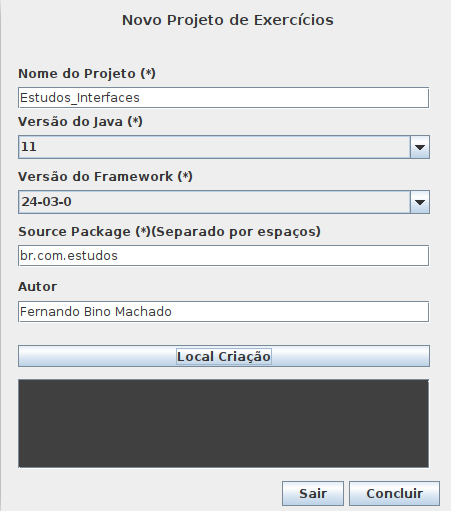 Novo Projeto de Exercícios
Nome do Projeto (*)
Estudos_Interfaces
Versão do Java (*)
11
Versão do Framework (*)
24-03-0
Source Package (*)(Separado por espaços)
br.com.estudos
Autor
Fernando Bino Machado
Local Criação
Sair Concluir